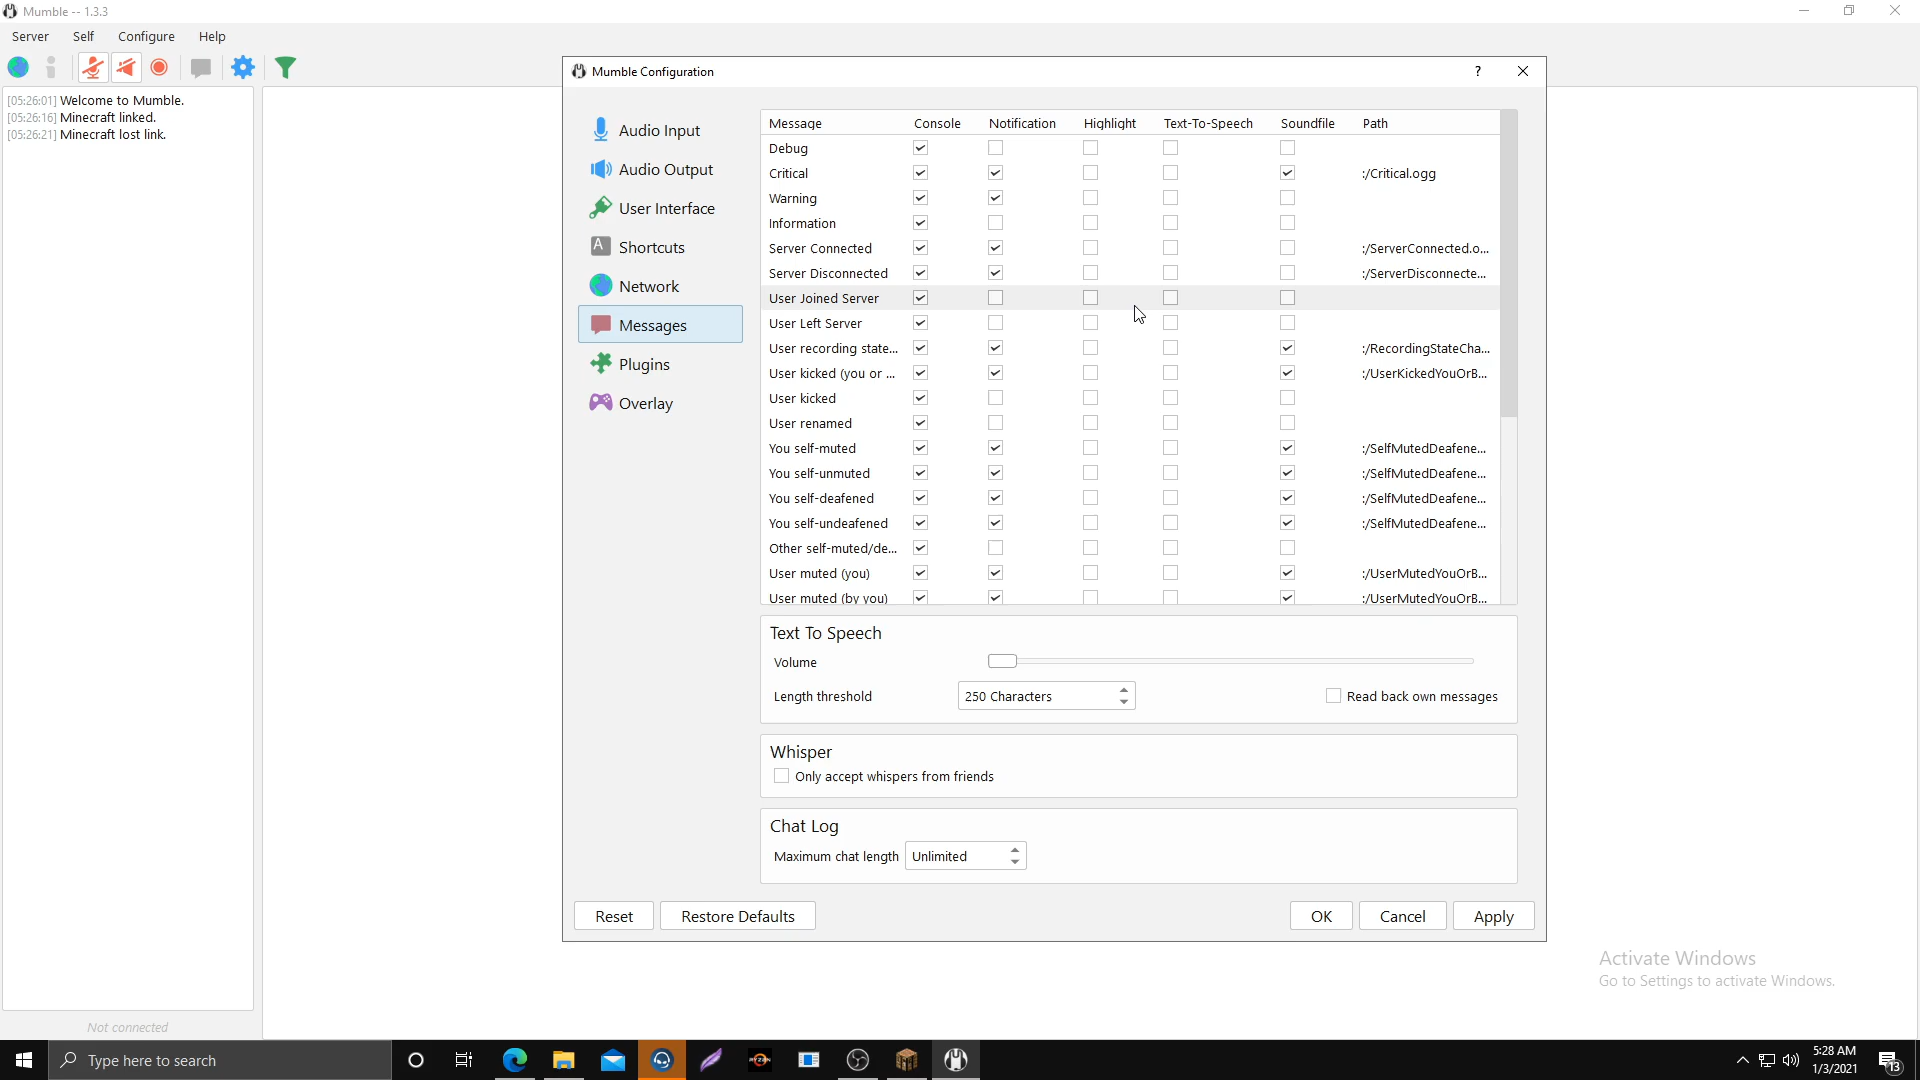 Mumble -- 1.3.3
Server Self Configure Help
[05:26:01] Welcome to Mumble.
[05:26:16] Minecraft linked.
[05:26:21] Minecraft lost link.
Not connected
Mumble Configuration
?
Audio Input
Audio Output
User Interface
A Shortcuts
Network
Messages
Plugins
Overlay
Message Console Notification Highlight Text-To-Speech Soundfile Path
Debug
Critical :/Critical.ogg
Warning
Information
Server Connected :/ServerConnected.o...
Server Disconnected :/ServerDisconnecte...
User Joined Server
User Left Server
User recording state... :/RecordingStateCha...
User kicked (you or ... :/UserKickedYouOrB...
User kicked
User renamed
You self-muted :/SelfMutedDeafene...
You self-unmuted :/SelfMutedDeafene...
You self-deafened :/SelfMutedDeafene...
You self-undeafened :/SelfMutedDeafene...
Other self-muted/de...
User muted (you) :/UserMutedYouOrB...
User muted (by you) :/UserMutedYouOrB...
Text To Speech
Volume
Length threshold 250 Characters Read back own messages
Whisper
Only accept whispers from friends
Chat Log
Maximum chat length Unlimited
Reset Restore Defaults OK Cancel Apply
Activate Windows
Go to Settings to activate Windows.
Type here to search
RYZEN
5:28 AM
1/3/2021
13